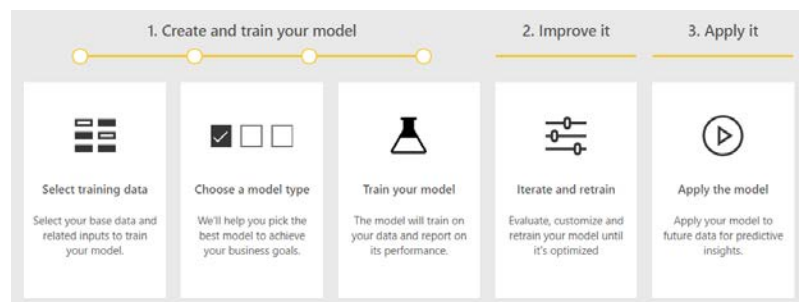 1. Create and train your model
2. Improve it
3. Apply it
Select training data
Select your base data and
related inputs to train
your model.
Choose a model type
We'll help you pick the
best model to achieve
your business goals.
Train your model
The model will train on
your data and report on
its performance.
Iterate and retrain
Evaluate, customize and
retrain your model until
it's optimized
Apply the model
Apply your model to
future data for predictive
insights.